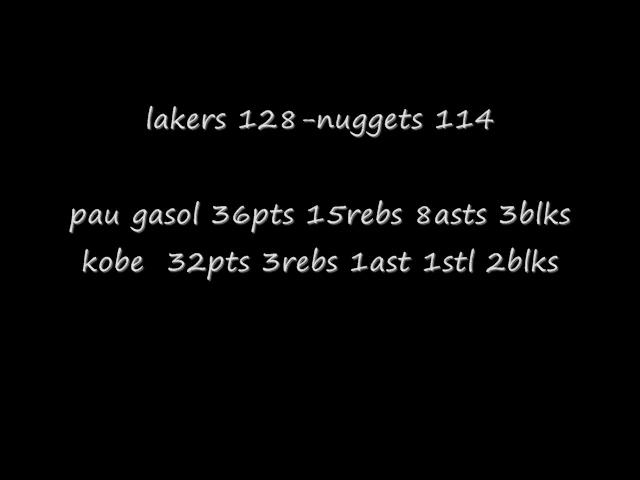 lakers 128-nuggets 114
pau gasol 36pts 15rebs 8asts 3blks
kobe  32pts 3rebs 1ast 1stl 2blks